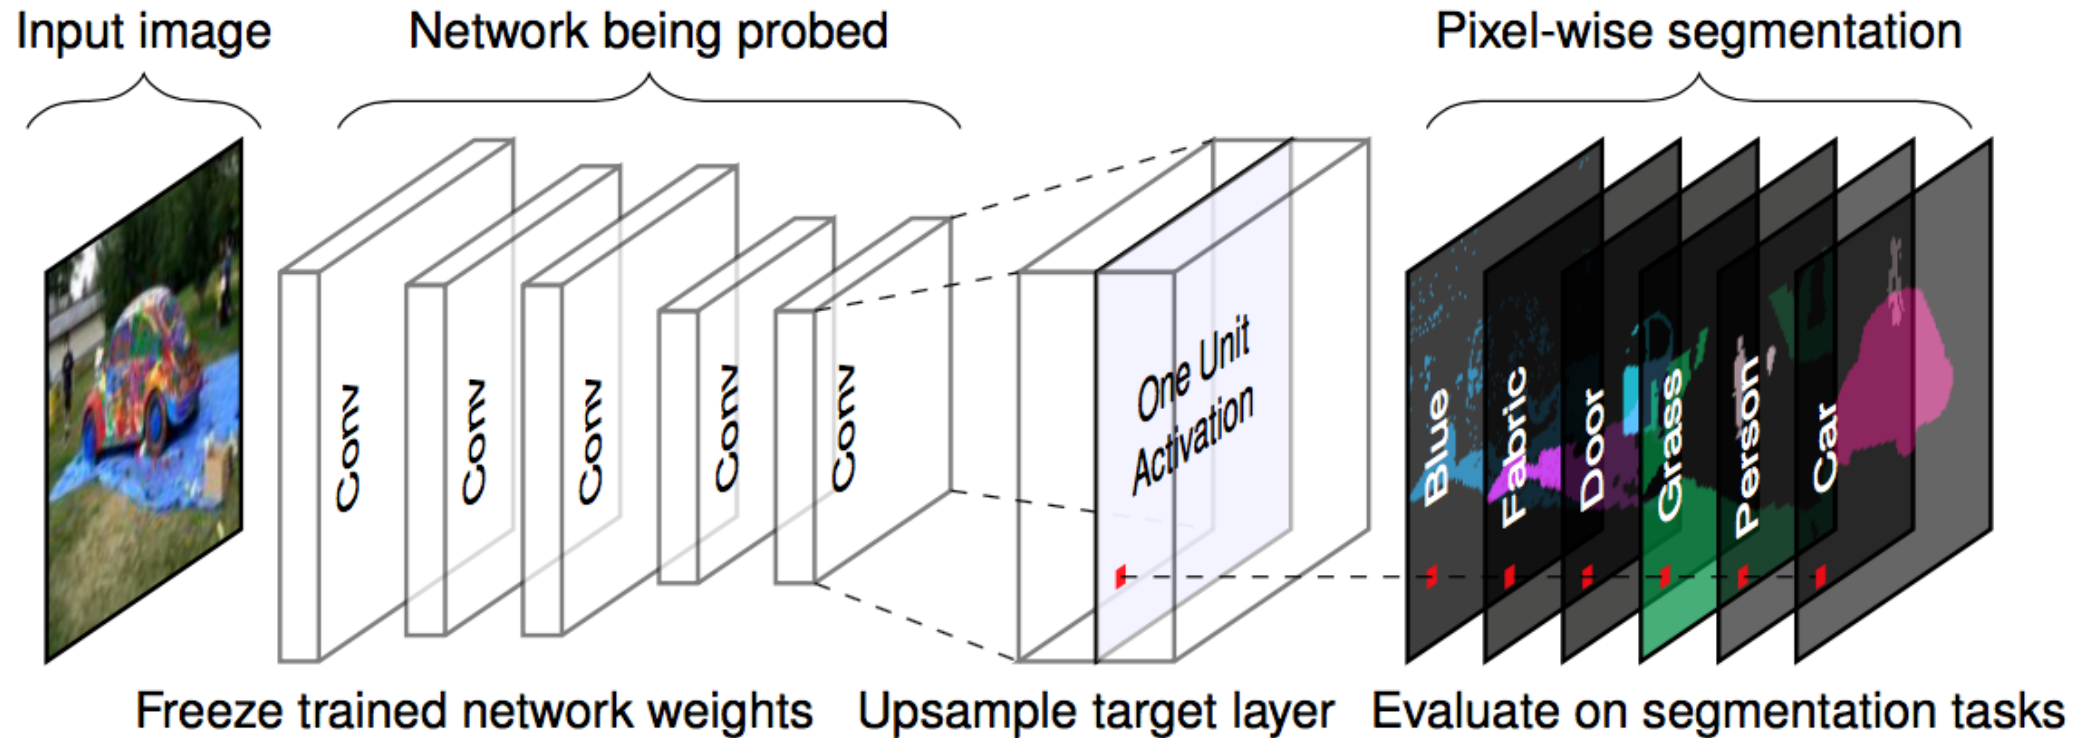 Input image
Network being probed
Pixel-wise segmentation
Conv
Conv
Conv
Conv
Conv
One Unit
Activation
Blue
Fabric
Door
Grass
Person
Car
Freeze trained network weights
Upsample target layer
Evaluate on segmentation tasks